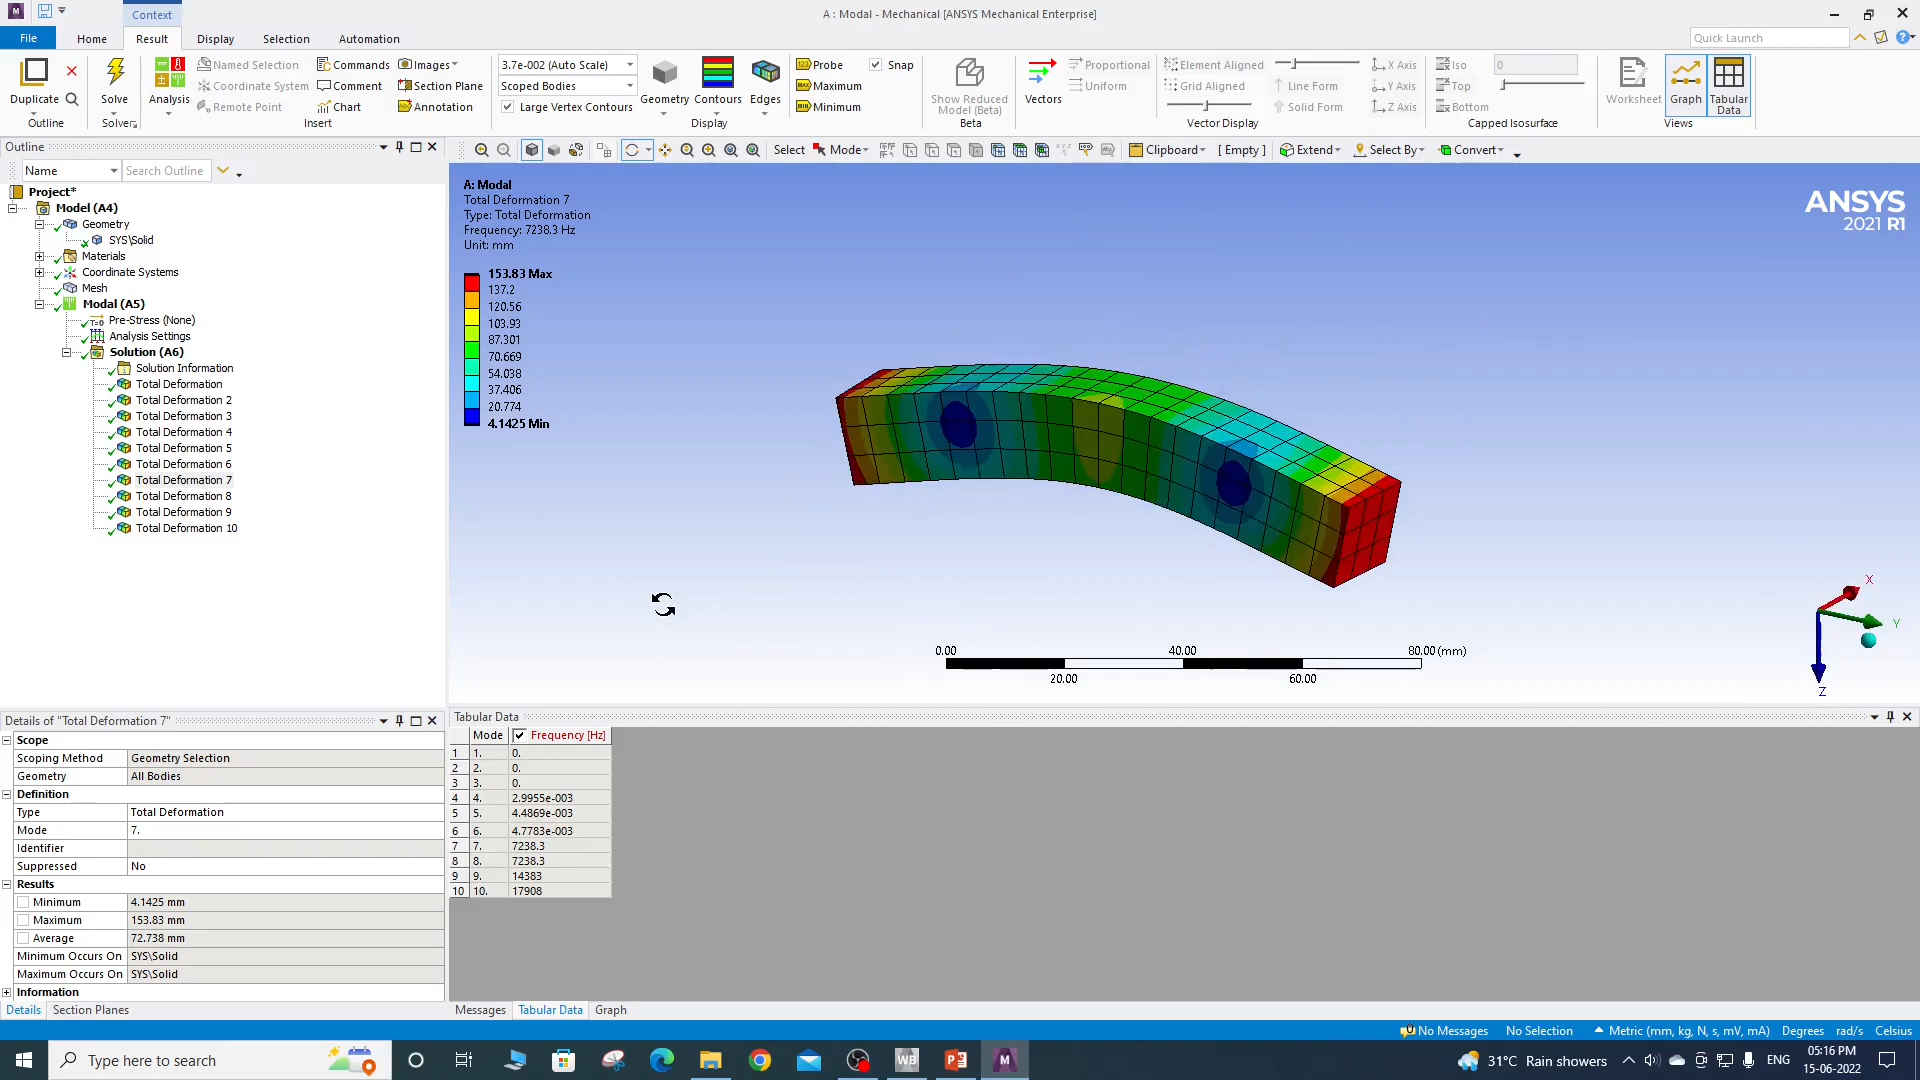 Context
A : Modal - Mechanical [ANSYS Mechanical Enterprise]
File Home Result Display Selection Automation
Quick Launch
Duplicate
Outline
Solve
Solver
Analysis
Named Selection
Coordinate System
Remote Point
Commands
Comment
Chart
Images
Section Plane
Annotation
Insert
3.7e-002 (Auto Scale)
Scoped Bodies
Large Vertex Contours
Geometry
Contours
Edges
Display
Probe
Maximum
Minimum
Snap
Show Reduced
Model (Beta)
Beta
Vectors
Proportional
Uniform
Element Aligned
Grid Aligned
Line Form
Solid Form
X Axis
Y Axis
Z Axis
Vector Display
Iso
Top
Bottom
0
Capped Isosurface
Worksheet
Graph
Tabular
Data
Views
Outline
Name
Search Outline
Project*
Model (A4)
Geometry
SYS\Solid
Materials
Coordinate Systems
Mesh
Modal (A5)
Pre-Stress (None)
Analysis Settings
Solution (A6)
Solution Information
Total Deformation
Total Deformation 2
Total Deformation 3
Total Deformation 4
Total Deformation 5
Total Deformation 6
Total Deformation 7
Total Deformation 8
Total Deformation 9
Total Deformation 10
Select Mode Clipboard [ Empty ] Extend Select By Convert
A: Modal
Total Deformation 7
Type: Total Deformation
Frequency: 7238.3 Hz
Unit: mm
153.83 Max
137.2
120.56
103.93
87.301
70.669
54.038
37.406
20.774
4.1425 Min
ANSYS
2021 R1
0.00 40.00 80.00 (mm)
20.00 60.00
X
Y
Z
Details of "Total Deformation 7"
Scope
Scoping Method Geometry Selection
Geometry All Bodies
Definition
Type Total Deformation
Mode 7.
Identifier
Suppressed No
Results
Minimum 4.1425 mm
Maximum 153.83 mm
Average 72.738 mm
Minimum Occurs On SYS\Solid
Maximum Occurs On SYS\Solid
Information
Details Section Planes
Tabular Data
Mode Frequency [Hz]
1 1. 0.
2 2. 0.
3 3. 0.
4 4. 2.9955e-003
5 5. 4.4869e-003
6 6. 4.7783e-003
7 7. 7238.3
8 8. 7238.3
9 9. 14383
10 10. 17908
Messages Tabular Data Graph
No Messages No Selection Metric (mm, kg, N, s, mV, mA) Degrees rad/s Celsius
Type here to search
WB
M
31°C Rain showers
ENG
05:16 PM
15-06-2022